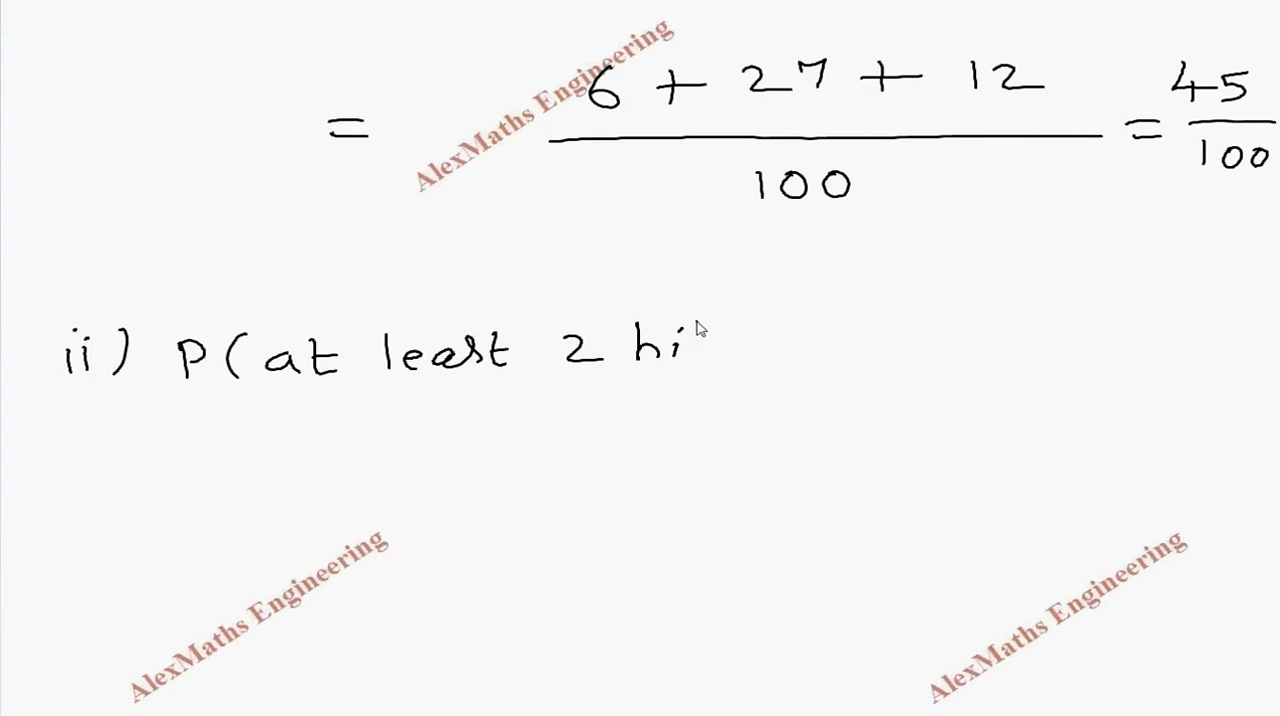 AlexMaths Engineering
= 6 + 27 + 12 / 100 = 45 / 100
ii) P( at least 2 hi
AlexMaths Engineering
AlexMaths Engineering